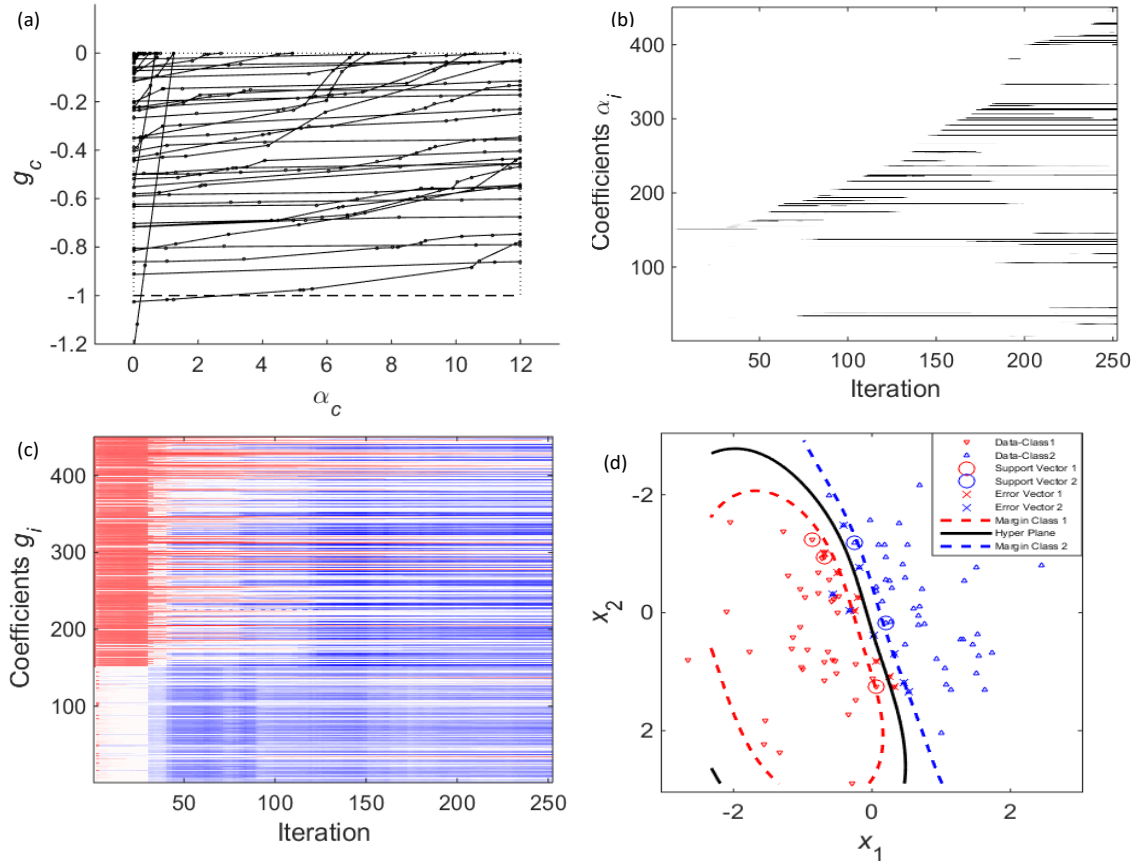 (a)
0
-0.2
-0.4
-0.6
-0.8
-1
-1.2
g_c
0 2 4 6 8 10 12
α_c
(b)
400
300
200
100
Coefficients α_i
50 100 150 200 250
Iteration
(c)
400
300
200
100
Coefficients g_i
50 100 150 200 250
Iteration
(d)
-2
0
2
x_2
-2 0 2
x_1
Data-Class1
Data-Class2
Support Vector 1
Support Vector 2
Error Vector 1
Error Vector 2
Margin Class 1
Hyper Plane
Margin Class 2